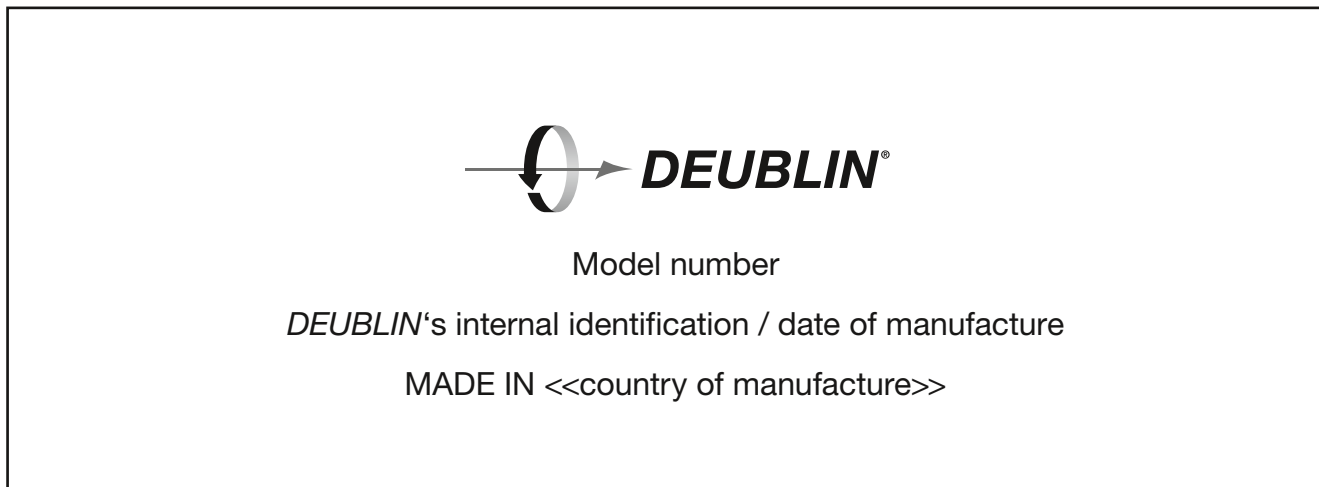 DEUBLIN®
Model number
DEUBLIN‘s internal identification / date of manufacture
MADE IN <<country of manufacture>>